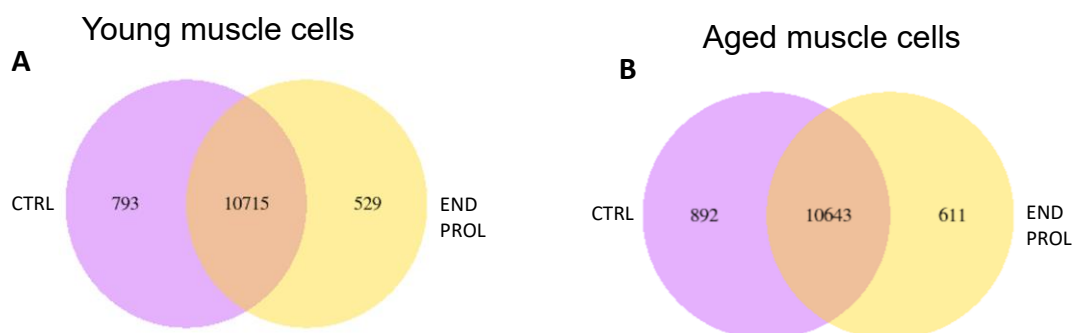 Young muscle cells
A
CTRL
793
10715
529
END
PROL
Aged muscle cells
B
CTRL
892
10643
611
END
PROL